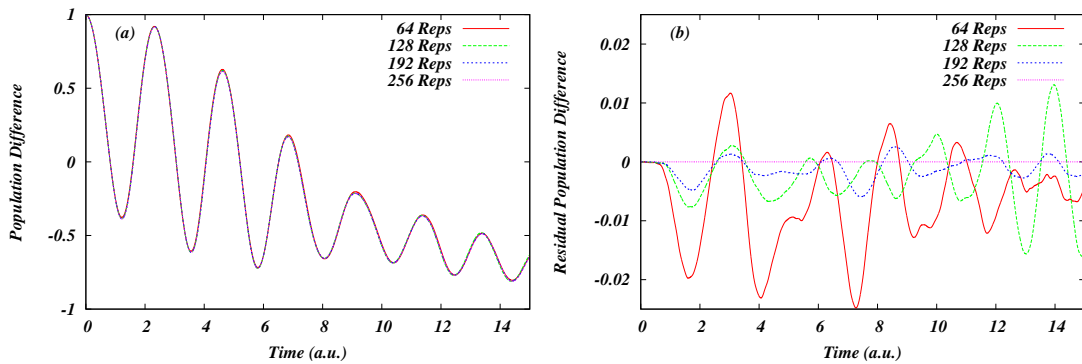 (a)
64 Reps
128 Reps
192 Reps
256 Reps
1
0.5
0
-0.5
-1
Population Difference
0 2 4 6 8 10 12 14
Time (a.u.)
(b)
64 Reps
128 Reps
192 Reps
256 Reps
0.02
0.01
0
-0.01
-0.02
Residual Population Difference
0 2 4 6 8 10 12 14
Time (a.u.)